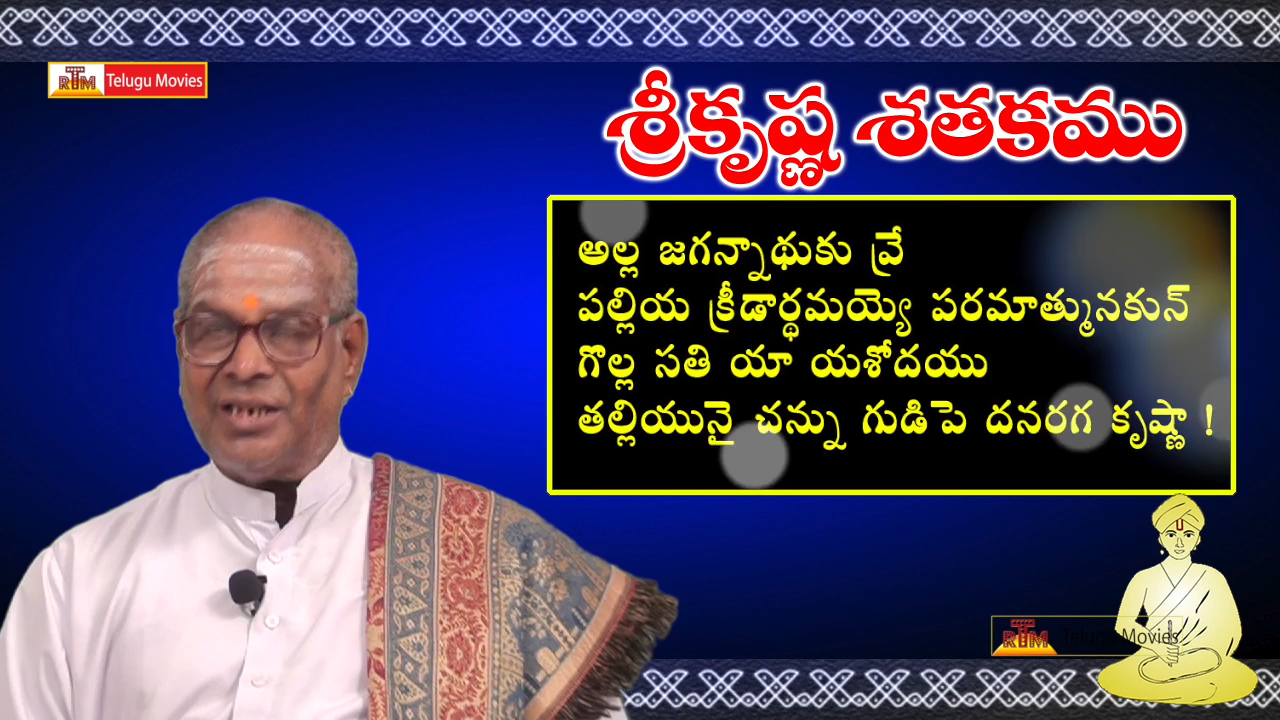 RTM Telugu Movies
శ్రీకృష్ణ శతకము
అల్ల జగన్నాథుకు వ్రే
పల్లియ క్రీడార్థమయ్యె పరమాత్మునకున్
గొల్ల సతి యా యశోదయు
తల్లియునై చన్ను గుడిపె దనరగ కృష్ణా !
RTM Telugu Movies